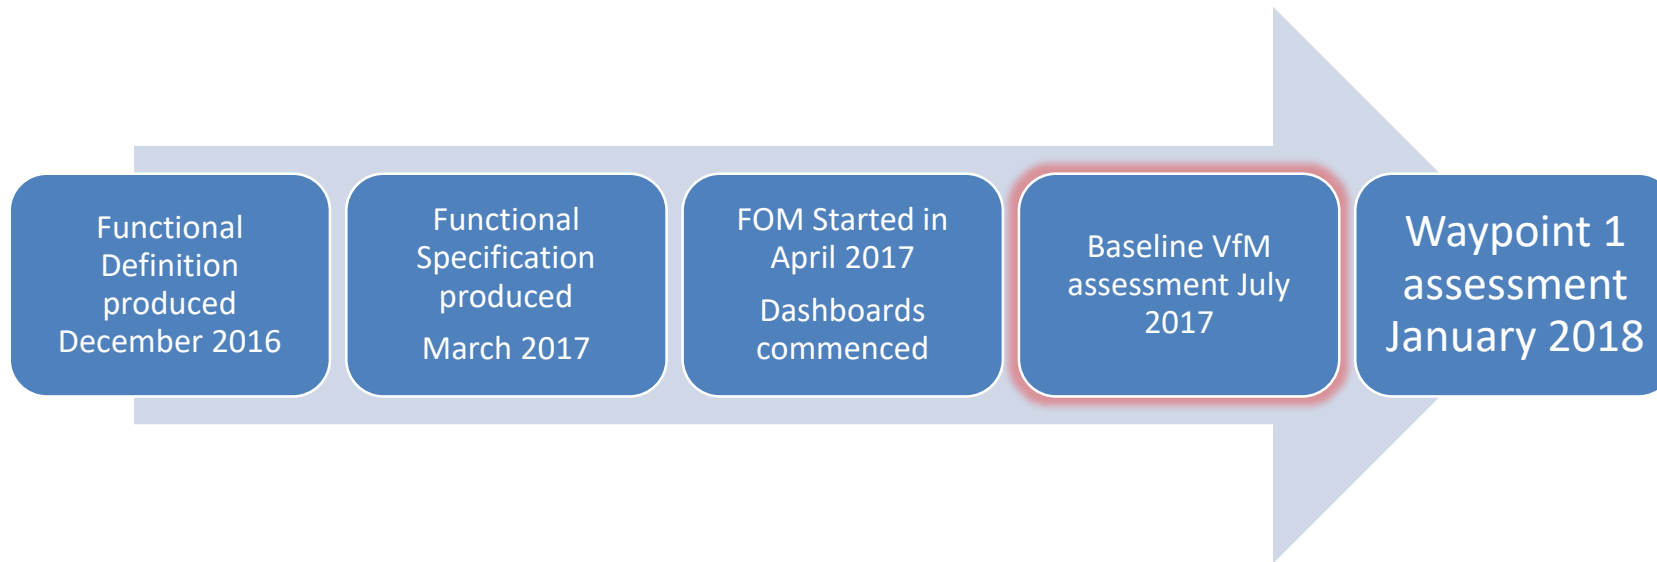 Functional
Definition
produced
December 2016
Functional
Specification
produced
March 2017
FOM Started in
April 2017
Dashboards
commenced
Baseline VfM
assessment July
2017
Waypoint 1
assessment
January 2018